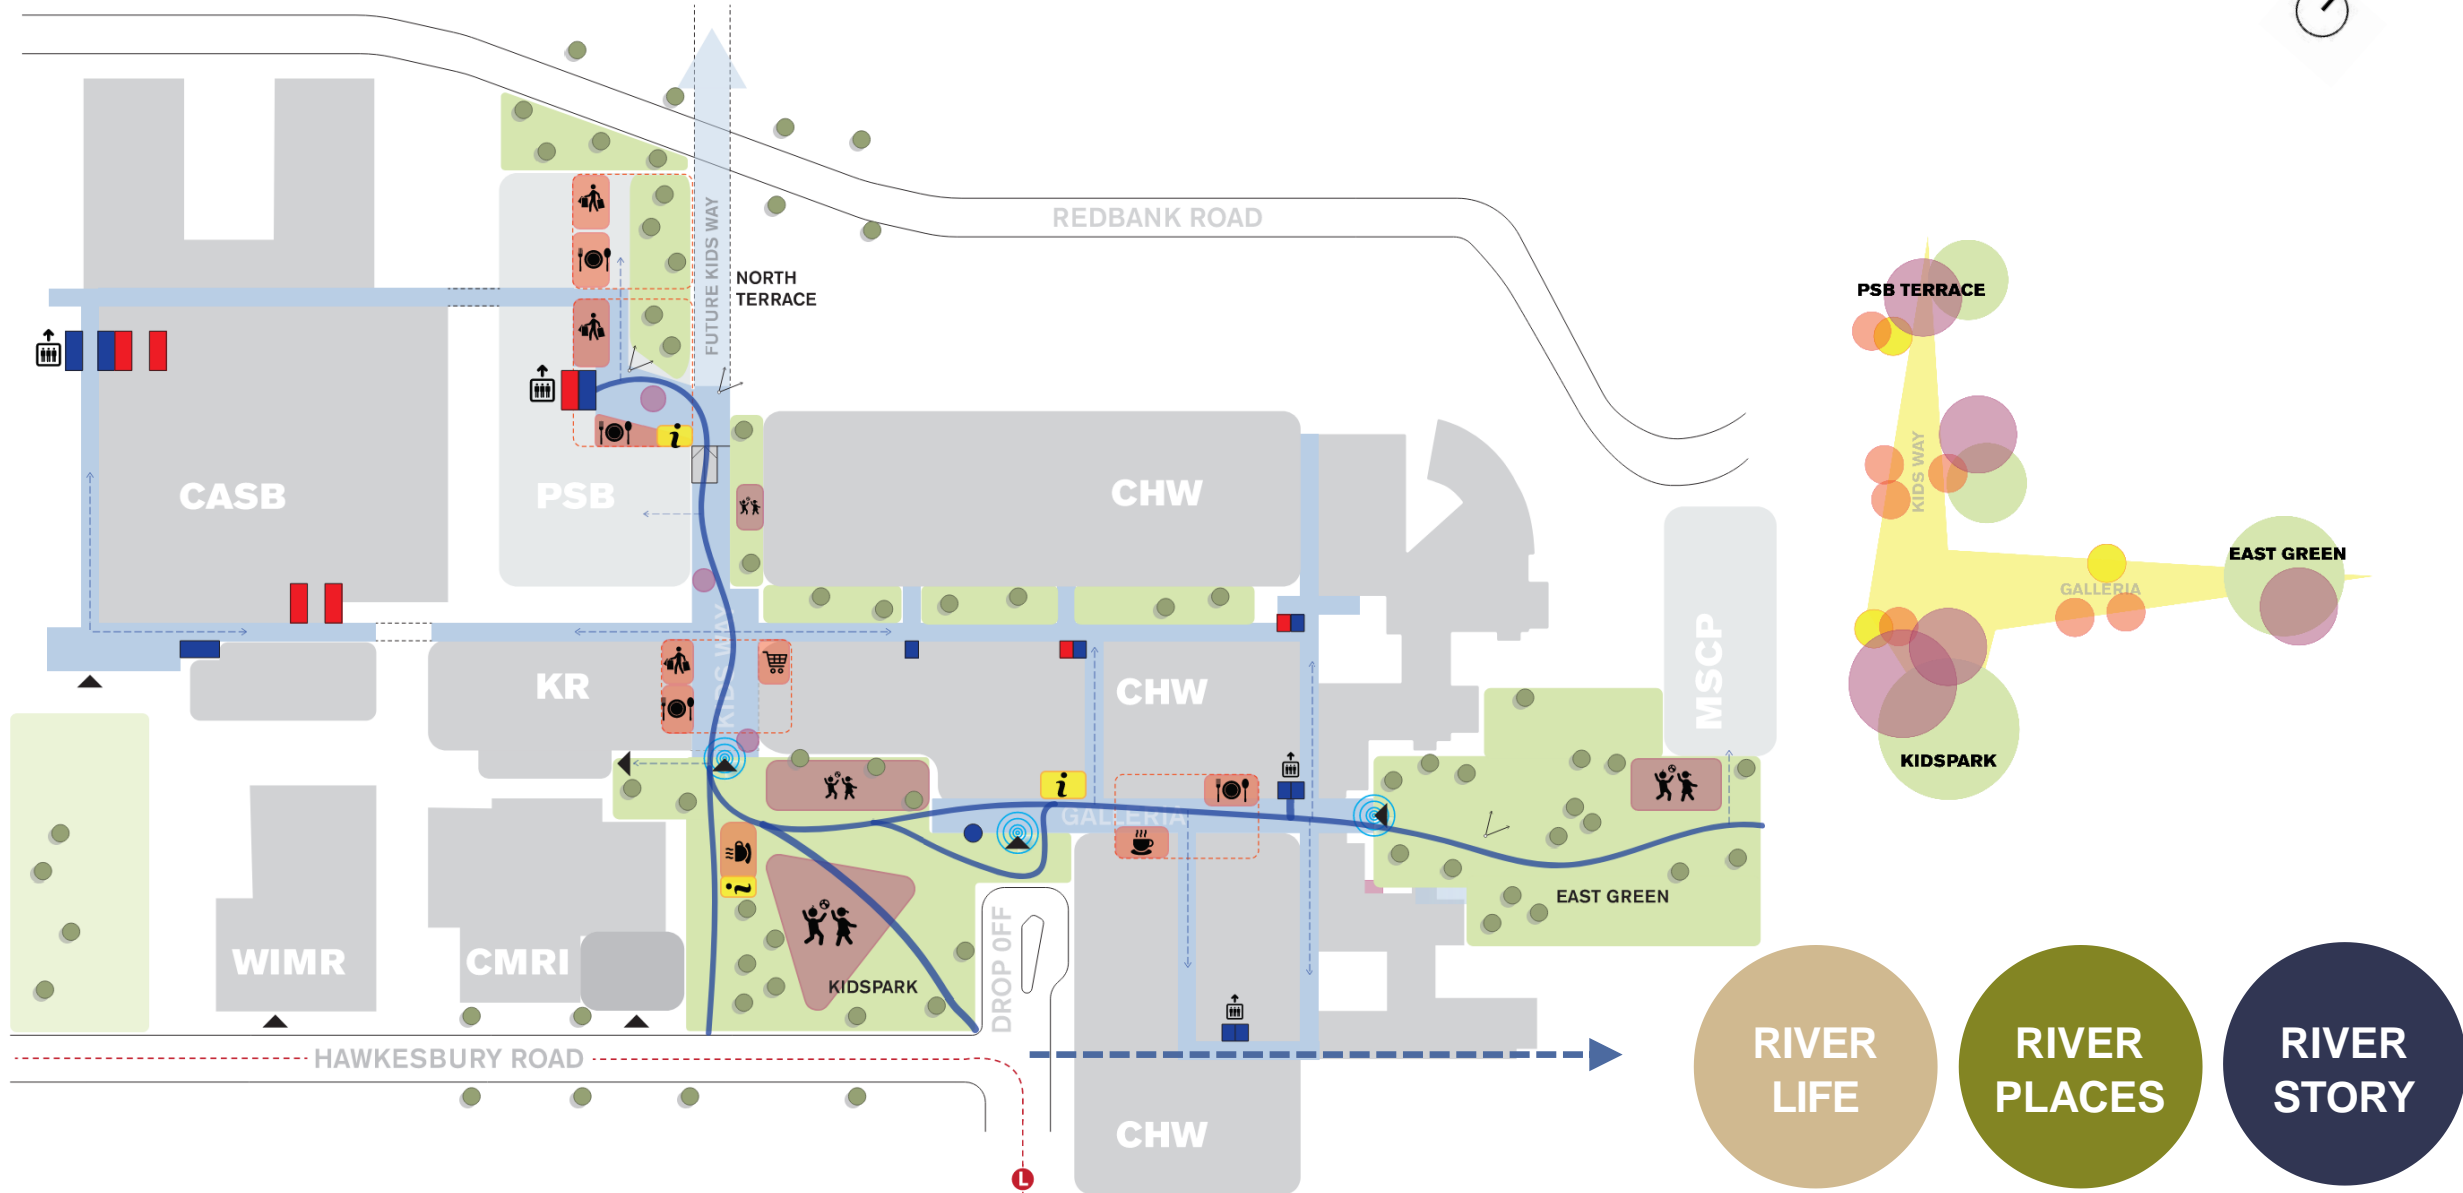 REDBANK ROAD
FUTURE KIDS WAY
NORTH
TERRACE
PSB TERRACE
KIDS WAY
EAST GREEN
GALLERIA
KIDSPARK
CASB
PSB
CHW
i
KR
KIDS WAY
CHW
MSCP
i
GALLERIA
i
EAST GREEN
WIMR
CMRI
KIDSPARK
DROP OFF
HAWKESBURY ROAD
CHW
L
RIVER
LIFE
RIVER
PLACES
RIVER
STORY